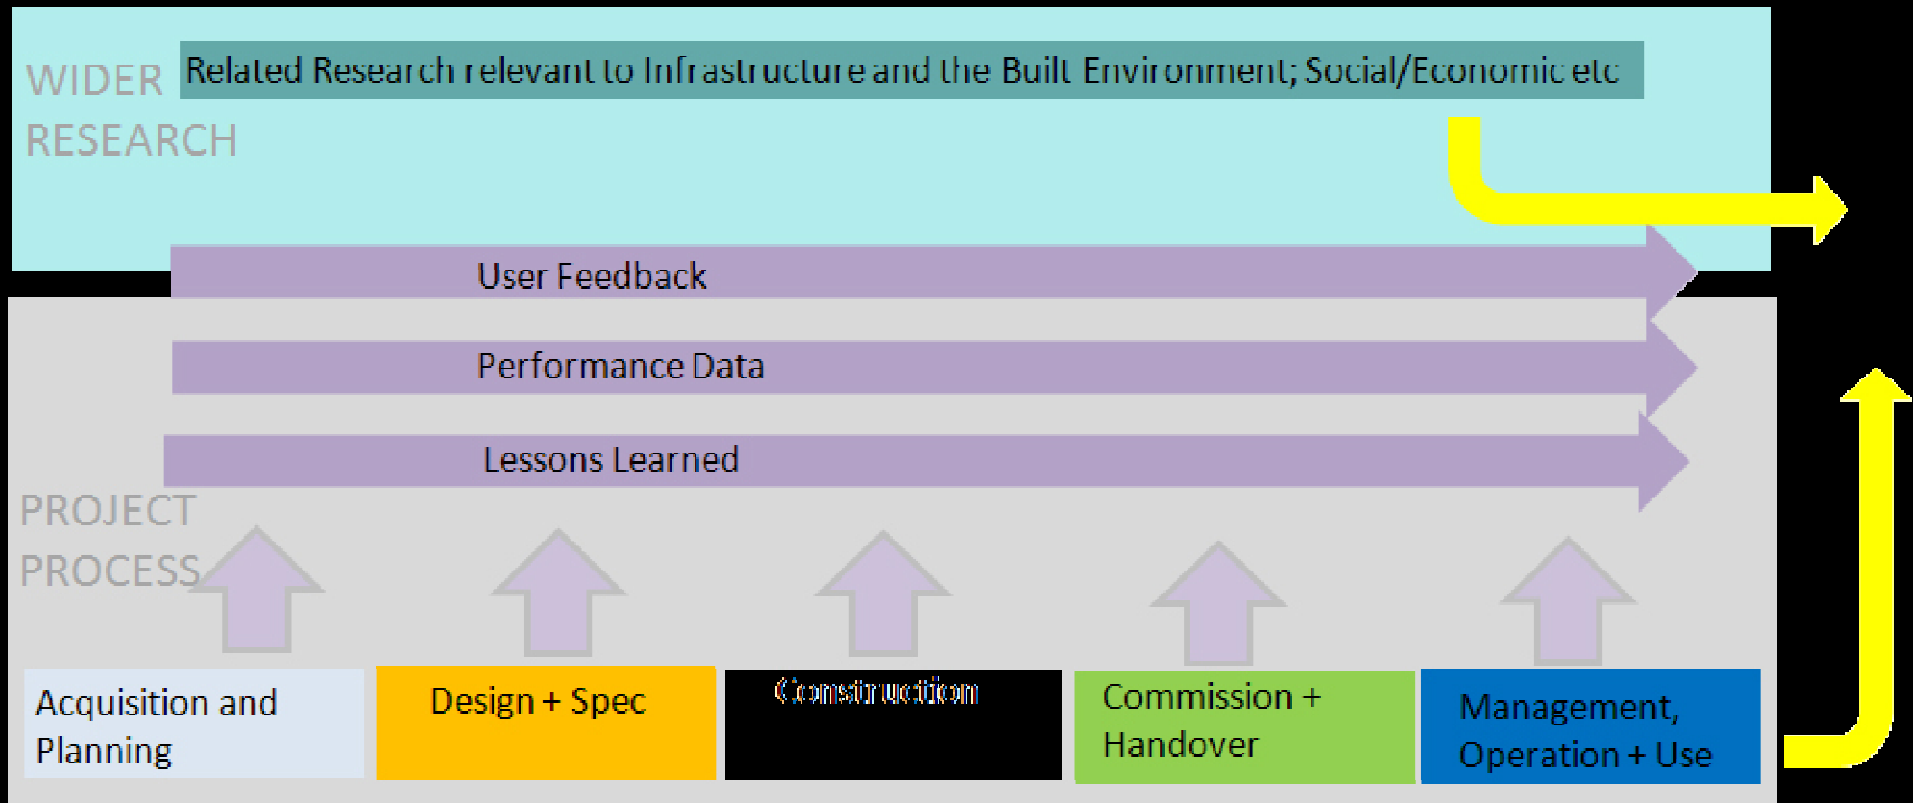 WIDER
RESEARCH
Related Research relevant to Infrastructure and the Built Environment; Social/Economic etc
User Feedback
Performance Data
Lessons Learned
PROJECT
PROCESS
Acquisition and
Planning
Design + Spec
Construction
Commission +
Handover
Management,
Operation + Use